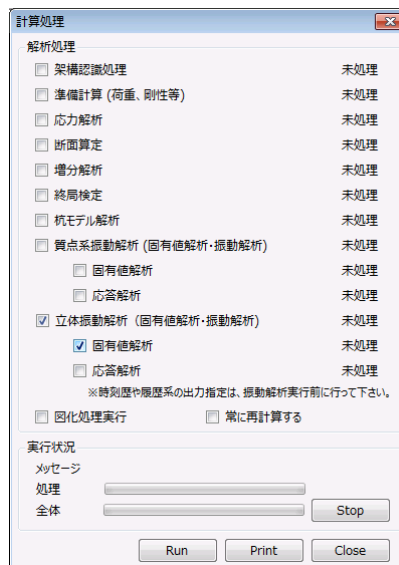 計算処理
解析処理
架構認識処理 未処理
準備計算 (荷重、剛性等) 未処理
応力解析 未処理
断面算定 未処理
増分解析 未処理
終局検定 未処理
杭モデル解析 未処理
質点系振動解析 (固有値解析・振動解析) 未処理
固有値解析 未処理
応答解析 未処理
立体振動解析 (固有値解析・振動解析) 未処理
固有値解析 未処理
応答解析 未処理
※時刻歴や履歴系の出力指定は、振動解析実行前に行って下さい。
図化処理実行 常に再計算する
実行状況
メッセージ
処理
全体 Stop
Run Print Close